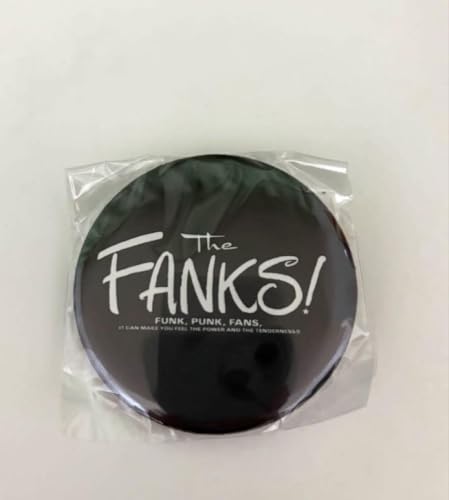 The
FANKS!
FUNK, PUNK, FANS,
IT CAN MAKE YOU FEEL THE POWER AND THE TENDERNESS!!